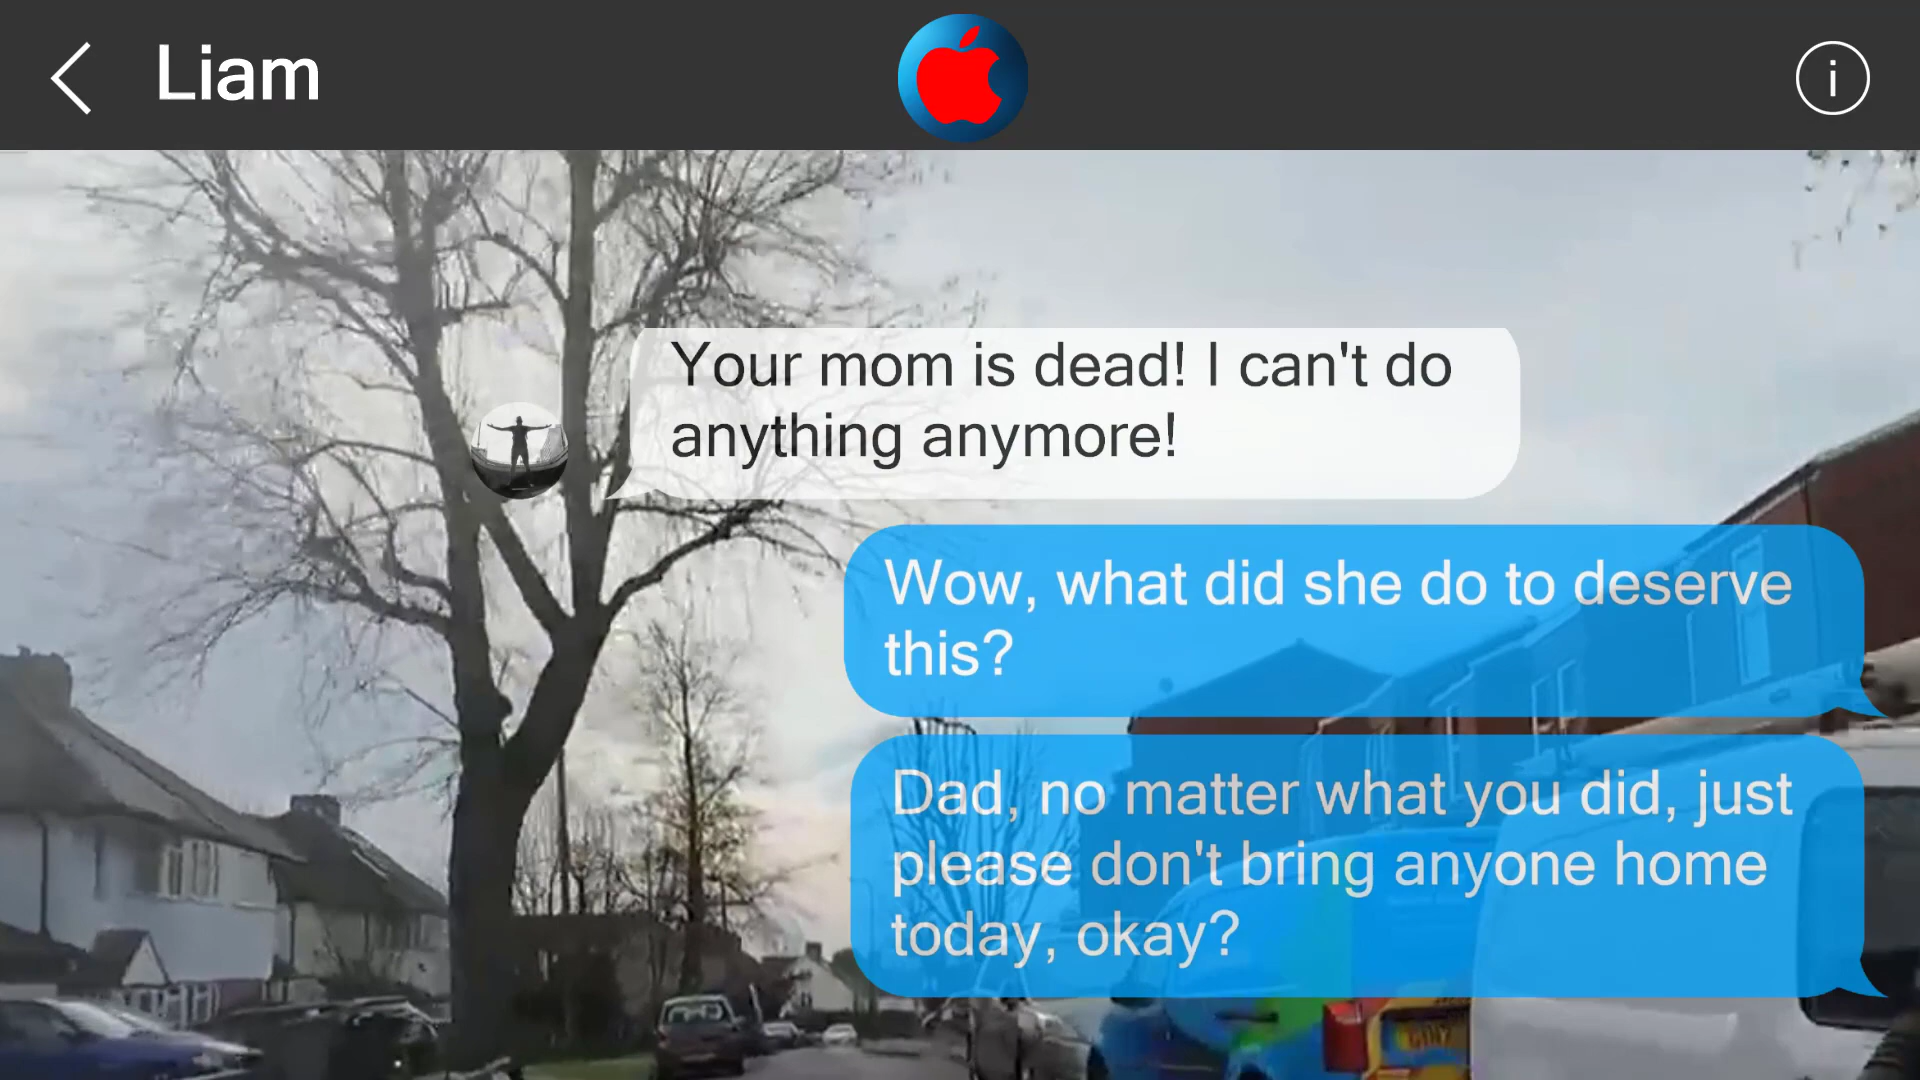 Liam
Your mom is dead! I can't do
anything anymore!
Wow, what did she do to deserve
this?
Dad, no matter what you did, just
please don't bring anyone home
today, okay?